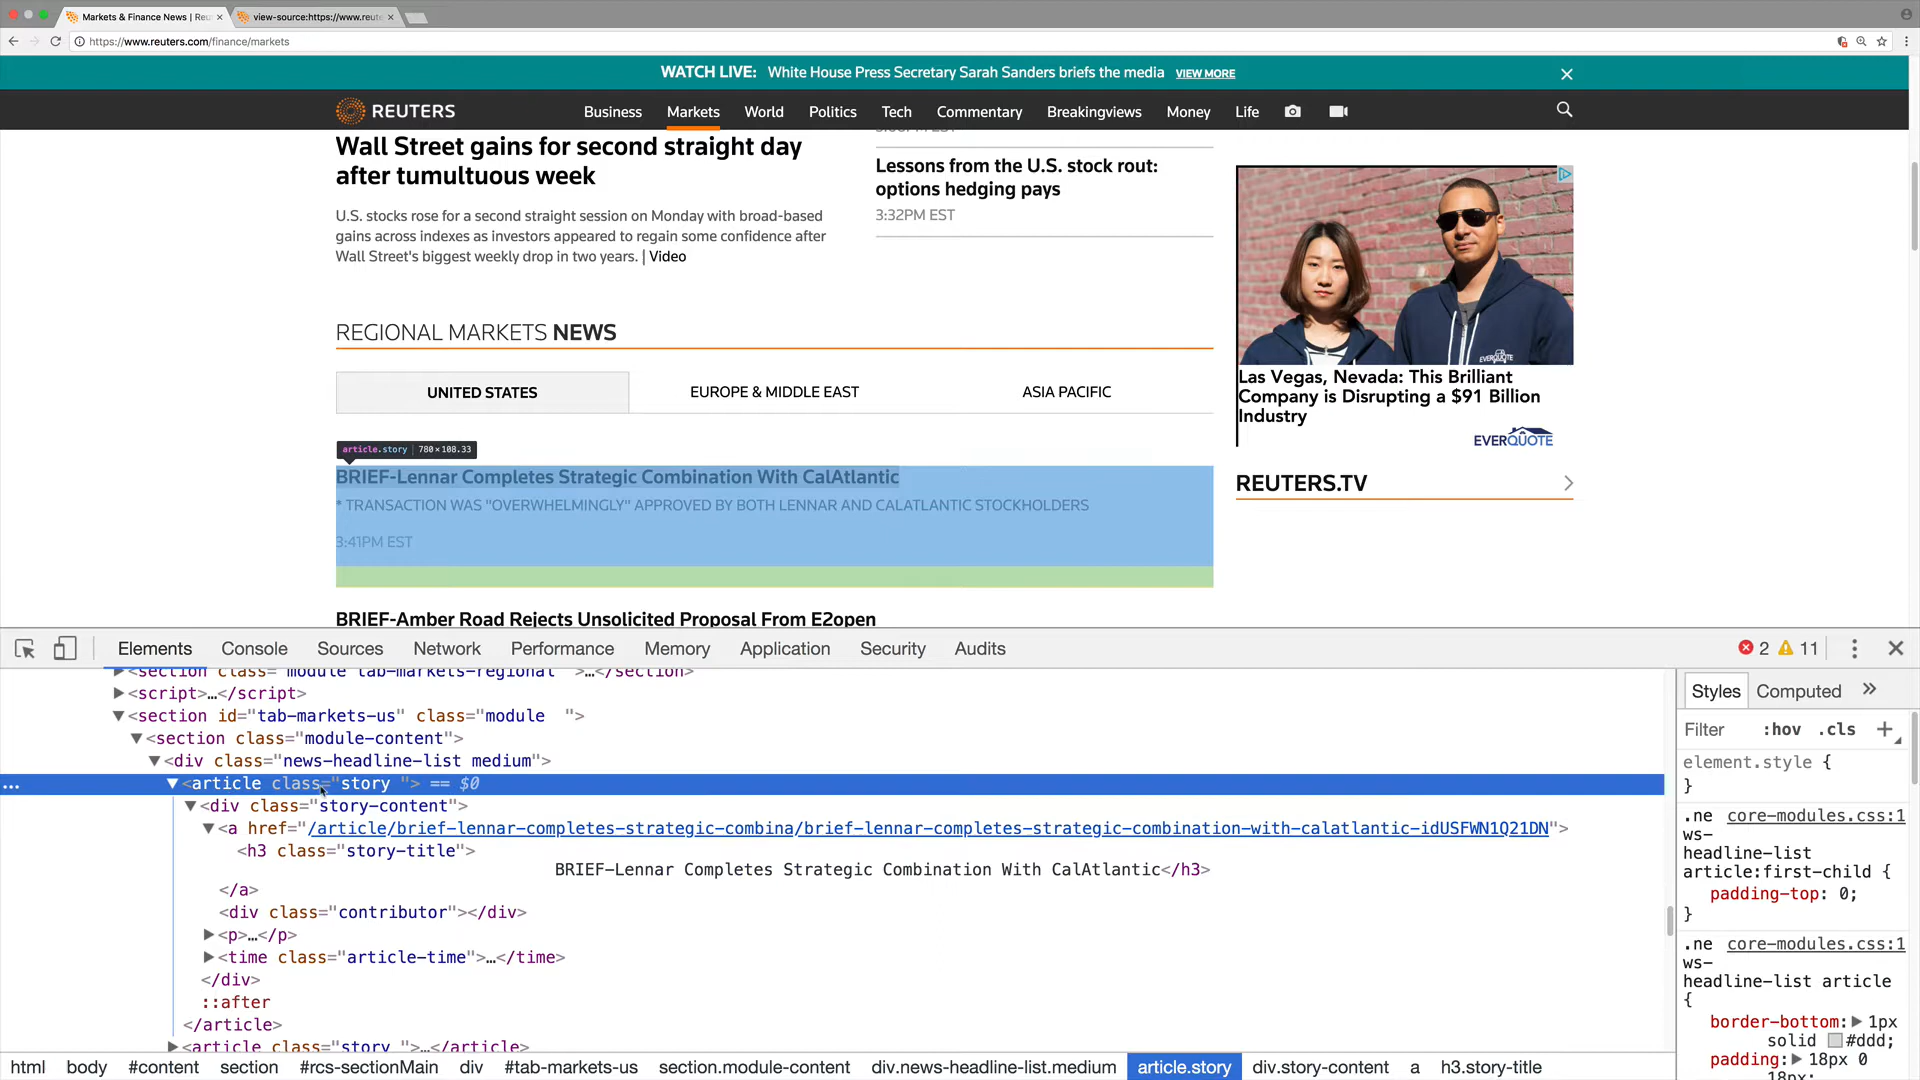 Markets & Finance News | Reu
view-source:https://www.reute
https://www.reuters.com/finance/markets
WATCH LIVE: White House Press Secretary Sarah Sanders briefs the media VIEW MORE
REUTERS
Business Markets World Politics Tech Commentary Breakingviews Money Life
Wall Street gains for second straight day
after tumultuous week
U.S. stocks rose for a second straight session on Monday with broad-based
gains across indexes as investors appeared to regain some confidence after
Wall Street's biggest weekly drop in two years. | Video
Lessons from the U.S. stock rout:
options hedging pays
3:32PM EST
EVERQUOTE
Las Vegas, Nevada: This Brilliant
Company is Disrupting a $91 Billion
Industry
EVERQUOTE
REGIONAL MARKETS NEWS
UNITED STATES EUROPE & MIDDLE EAST ASIA PACIFIC
REUTERS.TV
article.story | 780×108.33
BRIEF-Lennar Completes Strategic Combination With CalAtlantic
* TRANSACTION WAS "OVERWHELMINGLY" APPROVED BY BOTH LENNAR AND CALATLANTIC STOCKHOLDERS
3:41PM EST
BRIEF-Amber Road Rejects Unsolicited Proposal From E2open
Elements Console Sources Network Performance Memory Application Security Audits 2 11
<section class="module tab-markets-regional ">…</section>
<script>…</script>
<section id="tab-markets-us" class="module  ">
<section class="module-content">
<div class="news-headline-list medium">
... <article class="story "> == $0
<div class="story-content">
<a href="/article/brief-lennar-completes-strategic-combina/brief-lennar-completes-strategic-combination-with-calatlantic-idUSFWN1Q21DN">
<h3 class="story-title">
BRIEF-Lennar Completes Strategic Combination With CalAtlantic</h3>
</a>
<div class="contributor"></div>
<p>…</p>
<time class="article-time">…</time>
</div>
::after
</article>
<article class="story ">…</article>
html body #content section #rcs-sectionMain div #tab-markets-us section.module-content div.news-headline-list.medium article.story div.story-content a h3.story-title
Styles Computed »
Filter :hov .cls +
element.style {
}
.ne core-modules.css:1
ws-
headline-list
article:first-child {
padding-top: 0;
}
.ne core-modules.css:1
ws-
headline-list article
{
border-bottom: 1px
solid #ddd;
padding: 18px 0
18px;